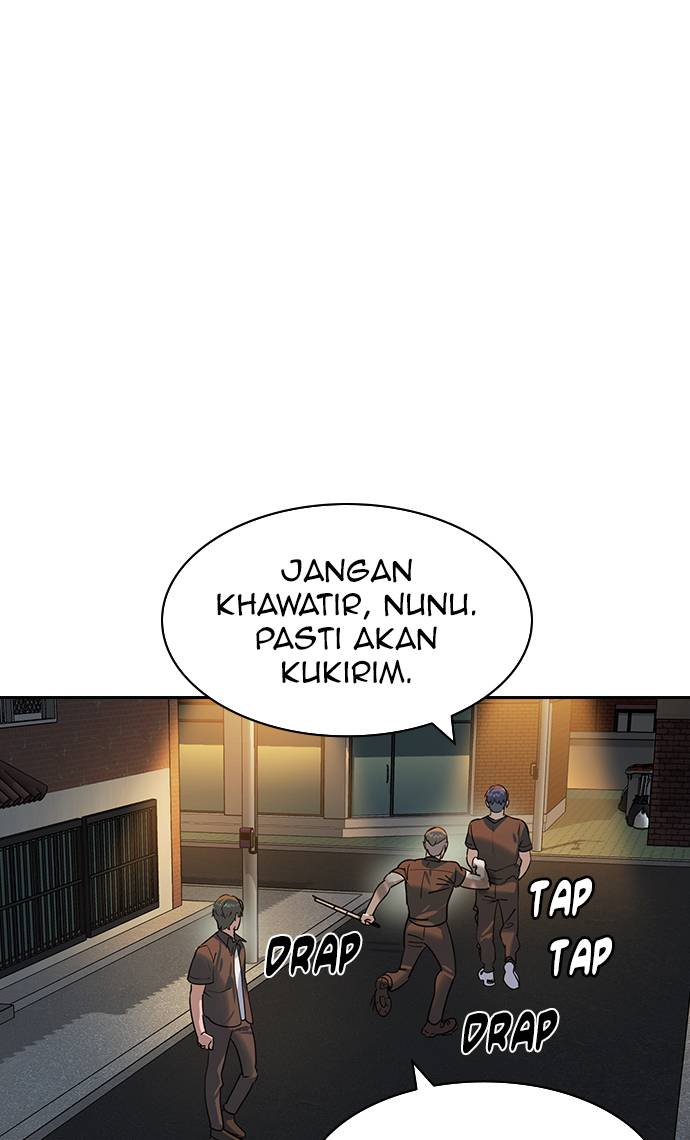 JANGAN
KHAWATIR, NUNU.
PASTI AKAN
KUKIRIM.
TAP
TAP
DRAP
DRAP